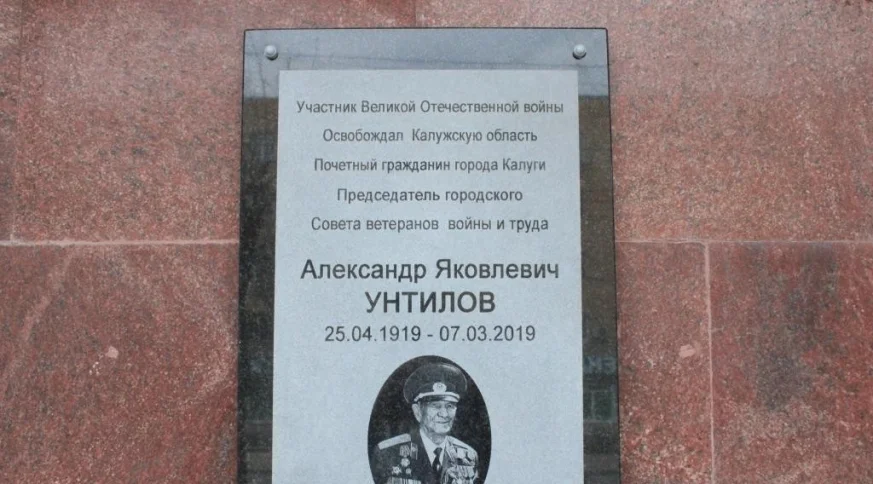 Участник Великой Отечественной войны
Освобождал Калужскую область
Почетный гражданин города Калуги
Председатель городского
Совета ветеранов войны и труда
Александр Яковлевич
УНТИЛОВ
25.04.1919 - 07.03.2019